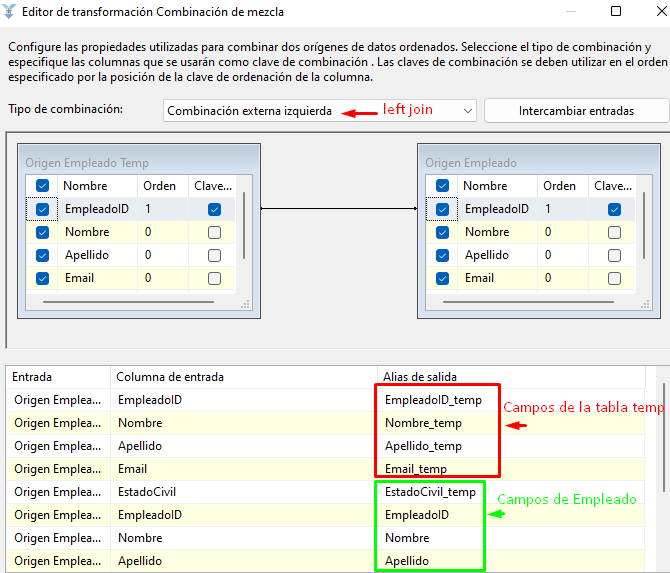 Editor de transformación Combinación de mezcla
Configure las propiedades utilizadas para combinar dos orígenes de datos ordenados. Seleccione el tipo de combinación y
especifique las columnas que se usarán como clave de combinación . Las claves de combinación se deben utilizar en el orden
especificado por la posición de la clave de ordenación de la columna.
Tipo de combinación:
Combinación externa izquierda
left join
Intercambiar entradas
Origen Empleado Temp
Nombre Orden Clave...
EmpleadoID 1
Nombre 0
Apellido 0
Email 0
Origen Empleado
Nombre Orden Clave...
EmpleadoID 1
Nombre 0
Apellido 0
Email 0
Entrada Columna de entrada Alias de salida
Origen Emplea... EmpleadoID EmpleadoID_temp
Campos de la tabla temp
Origen Emplea... Nombre Nombre_temp
Origen Emplea... Apellido Apellido_temp
Origen Emplea... Email Email_temp
Origen Emplea... EstadoCivil EstadoCivil_temp
Campos de Empleado
Origen Emplea... EmpleadoID EmpleadoID
Origen Emplea... Nombre Nombre
Origen Emplea... Apellido Apellido